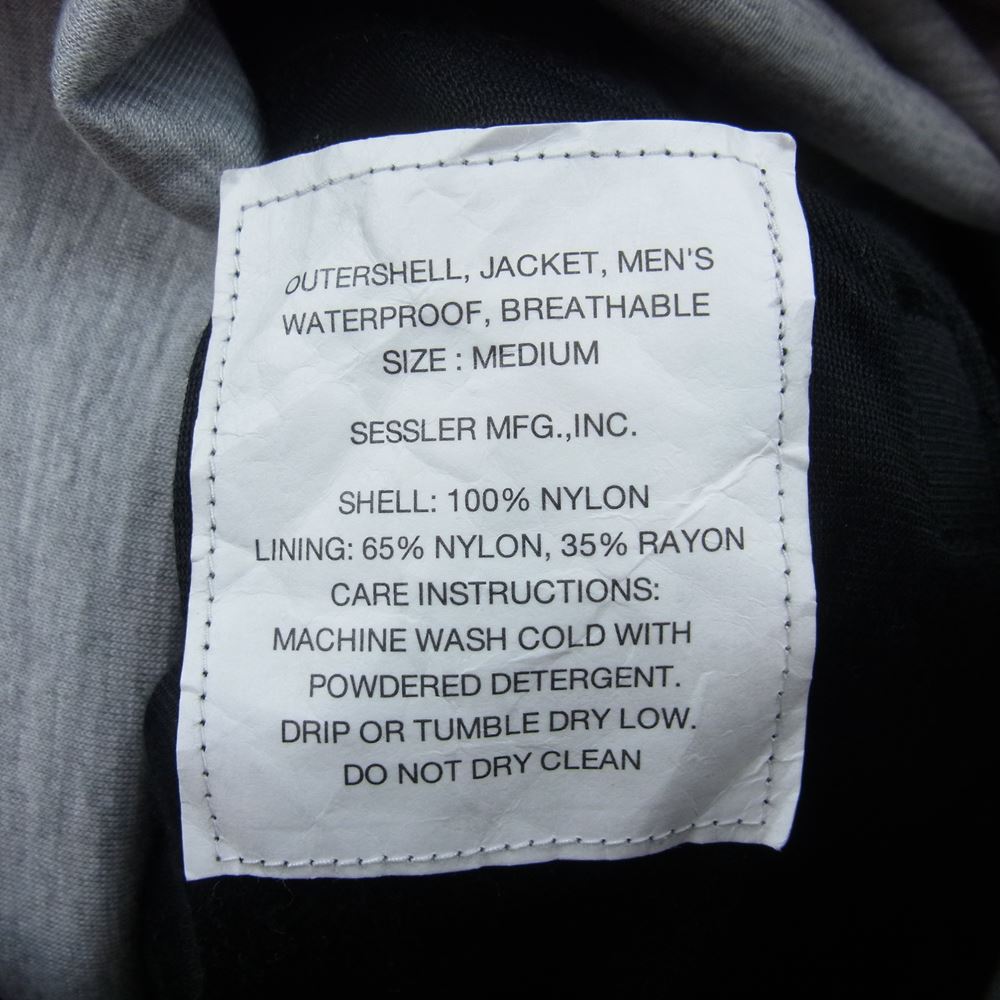 OUTERSHELL, JACKET, MEN'S
WATERPROOF, BREATHABLE
SIZE : MEDIUM
SESSLER MFG.,INC.
SHELL: 100% NYLON
LINING: 65% NYLON, 35% RAYON
CARE INSTRUCTIONS:
MACHINE WASH COLD WITH
POWDERED DETERGENT.
DRIP OR TUMBLE DRY LOW.
DO NOT DRY CLEAN